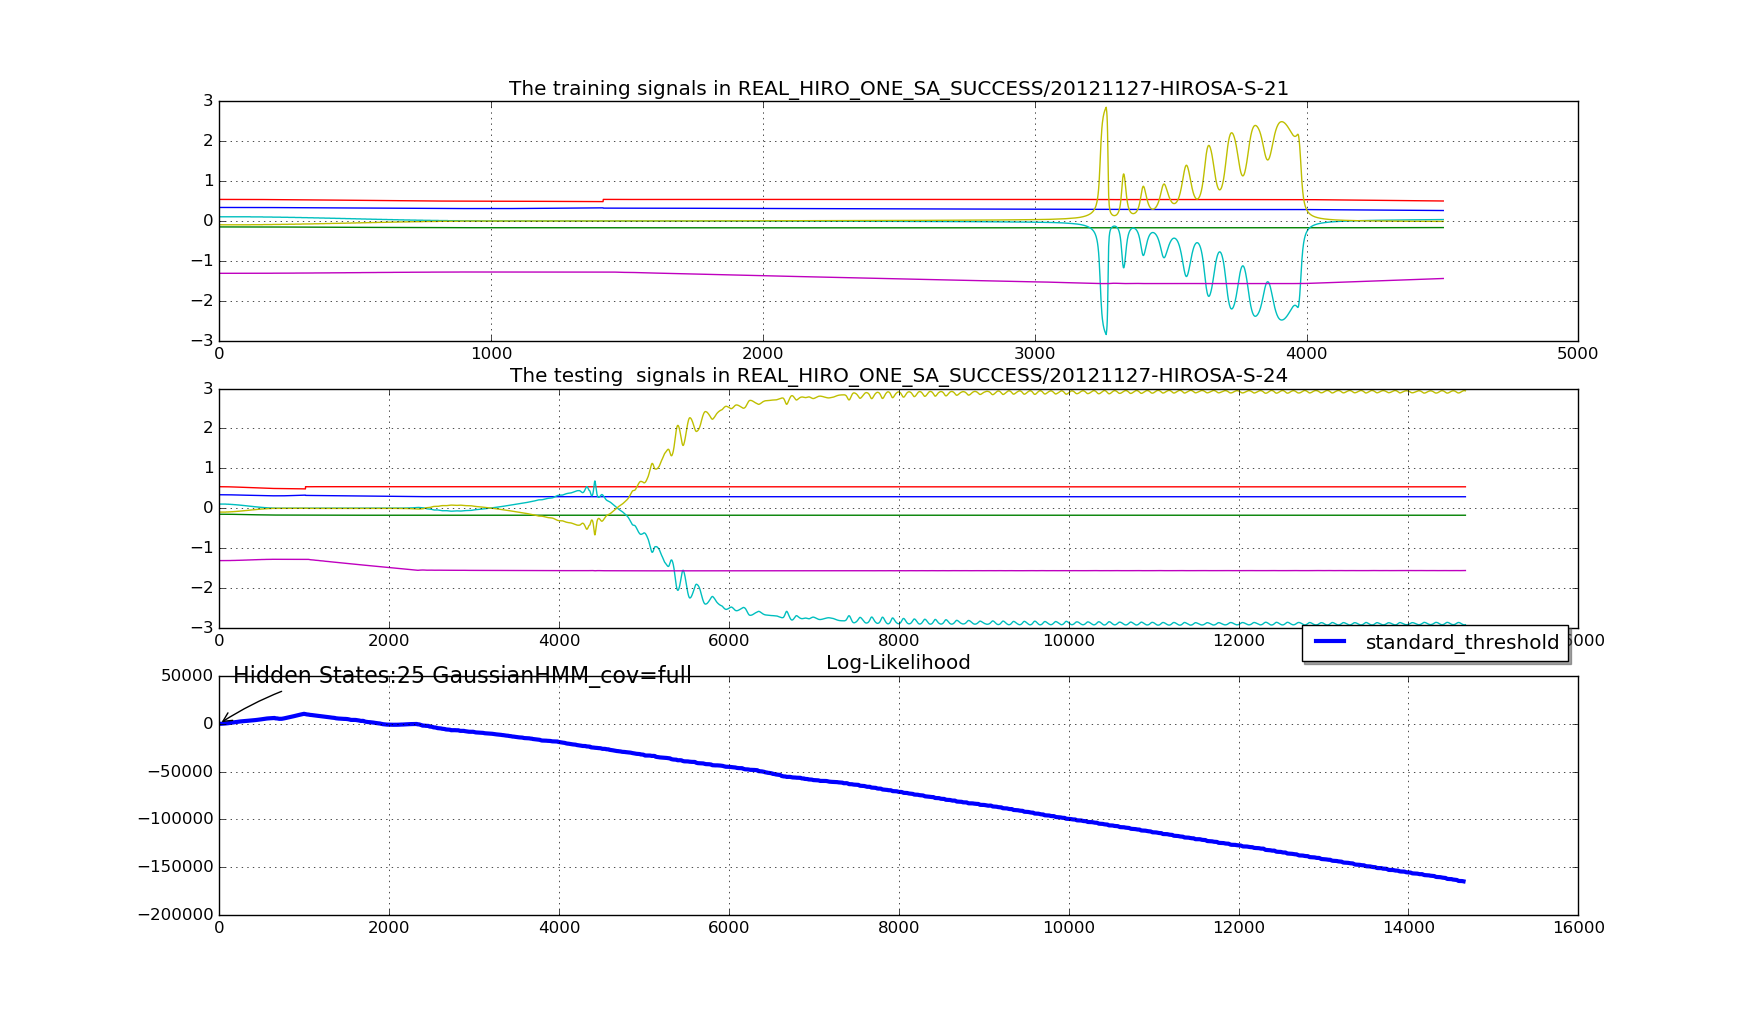 The training signals in REAL_HIRO_ONE_SA_SUCCESS/20121127-HIROSA-S-21
3
2
1
0
−1
−2
−3
0 1000 2000 3000 4000 5000
The testing  signals in REAL_HIRO_ONE_SA_SUCCESS/20121127-HIROSA-S-24
3
2
1
0
−1
−2
−3
0 2000 4000 6000 8000 10000 12000 000
standard_threshold
Log-Likelihood
Hidden States:25 GaussianHMM_cov=full
50000
0
−50000
−100000
−150000
−200000
0 2000 4000 6000 8000 10000 12000 14000 16000